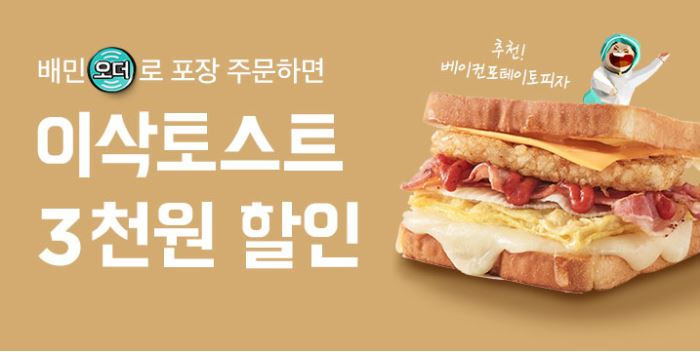 배민 오더로 포장 주문하면
이삭토스트
3천원 할인
추천!
베이컨포테이토피자